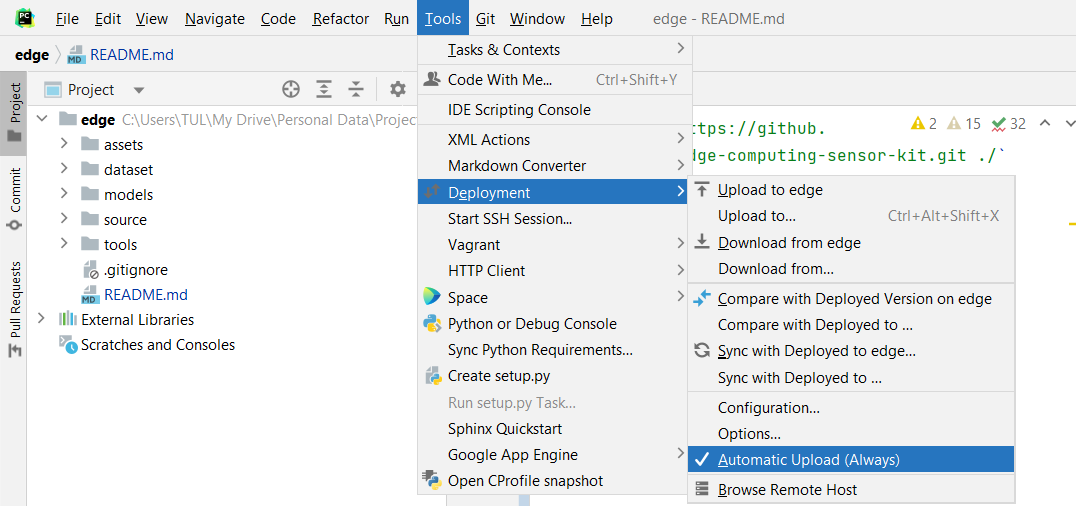 PC File Edit View Navigate Code Refactor Run Tools Git Window Help edge - README.md
edge README.md
Project
Commit
Pull Requests
Project
edge C:\Users\TUL\My Drive\Personal Data\Projec
assets
dataset
models
source
tools
.gitignore
README.md
External Libraries
Scratches and Consoles
Tasks & Contexts
Code With Me... Ctrl+Shift+Y
IDE Scripting Console
XML Actions
Markdown Converter
Deployment
Start SSH Session...
Vagrant
HTTP Client
Space
Python or Debug Console
Sync Python Requirements...
Create setup.py
Run setup.py Task...
Sphinx Quickstart
Google App Engine
Open CProfile snapshot
ttps://github.
dge-computing-sensor-kit.git ./`
2 15 32
Upload to edge
Upload to... Ctrl+Alt+Shift+X
Download from edge
Download from...
Compare with Deployed Version on edge
Compare with Deployed to ...
Sync with Deployed to edge...
Sync with Deployed to ...
Configuration...
Options...
Automatic Upload (Always)
Browse Remote Host